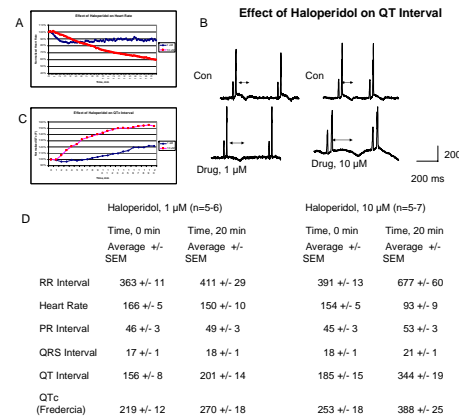 Effect of Haloperidol on QT Interval
A
B
Effect of Haloperidol on Heart Rate
Con
Con
C
Effect of Haloperidol on QTc Interval
Drug, 1 µM
Drug, 10 µM
200
200 ms
D
Haloperidol, 1 µM (n=5-6)
Haloperidol, 10 µM (n=5-7)
Time, 0 min
Time, 20 min
Time, 0 min
Time, 20 min
Average +/- SEM
Average +/- SEM
Average +/- SEM
Average +/- SEM
RR Interval 363 +/- 11 411 +/- 29 391 +/- 13 677 +/- 60
Heart Rate 166 +/- 5 150 +/- 10 154 +/- 5 93 +/- 9
PR Interval 46 +/- 3 49 +/- 3 45 +/- 3 53 +/- 3
QRS Interval 17 +/- 1 18 +/- 1 18 +/- 1 21 +/- 1
QT Interval 156 +/- 8 201 +/- 14 185 +/- 15 344 +/- 19
QTc
(Fredercia) 219 +/- 12 270 +/- 18 253 +/- 18 388 +/- 25